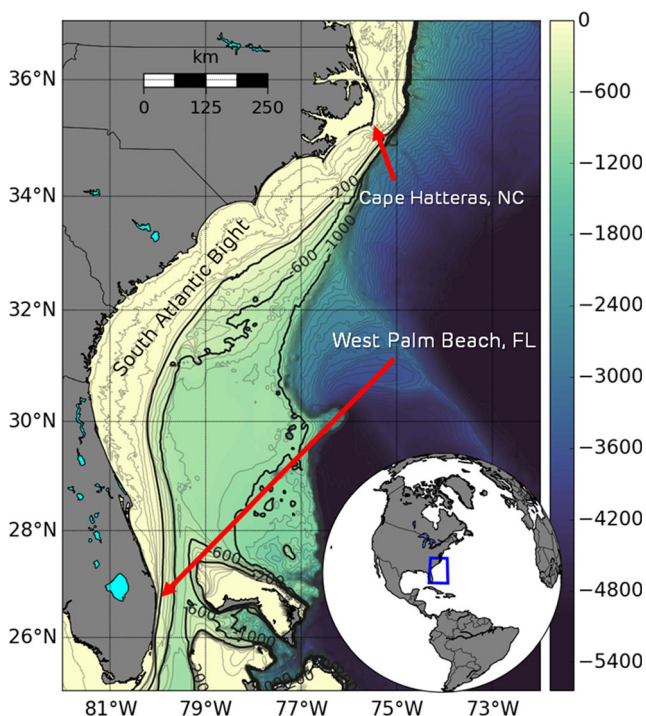 0
km
36°N
0 125 250
−600
−1200
34°N
-200
Cape Hatteras, NC
−1800
-600
-1000
South Atlantic Bight
32°N
−2400
West Palm Beach, FL
−3000
30°N
−3600
28°N
−4200
-600
-200
−4800
-600
-1000
26°N
−5400
81°W 79°W 77°W 75°W 73°W